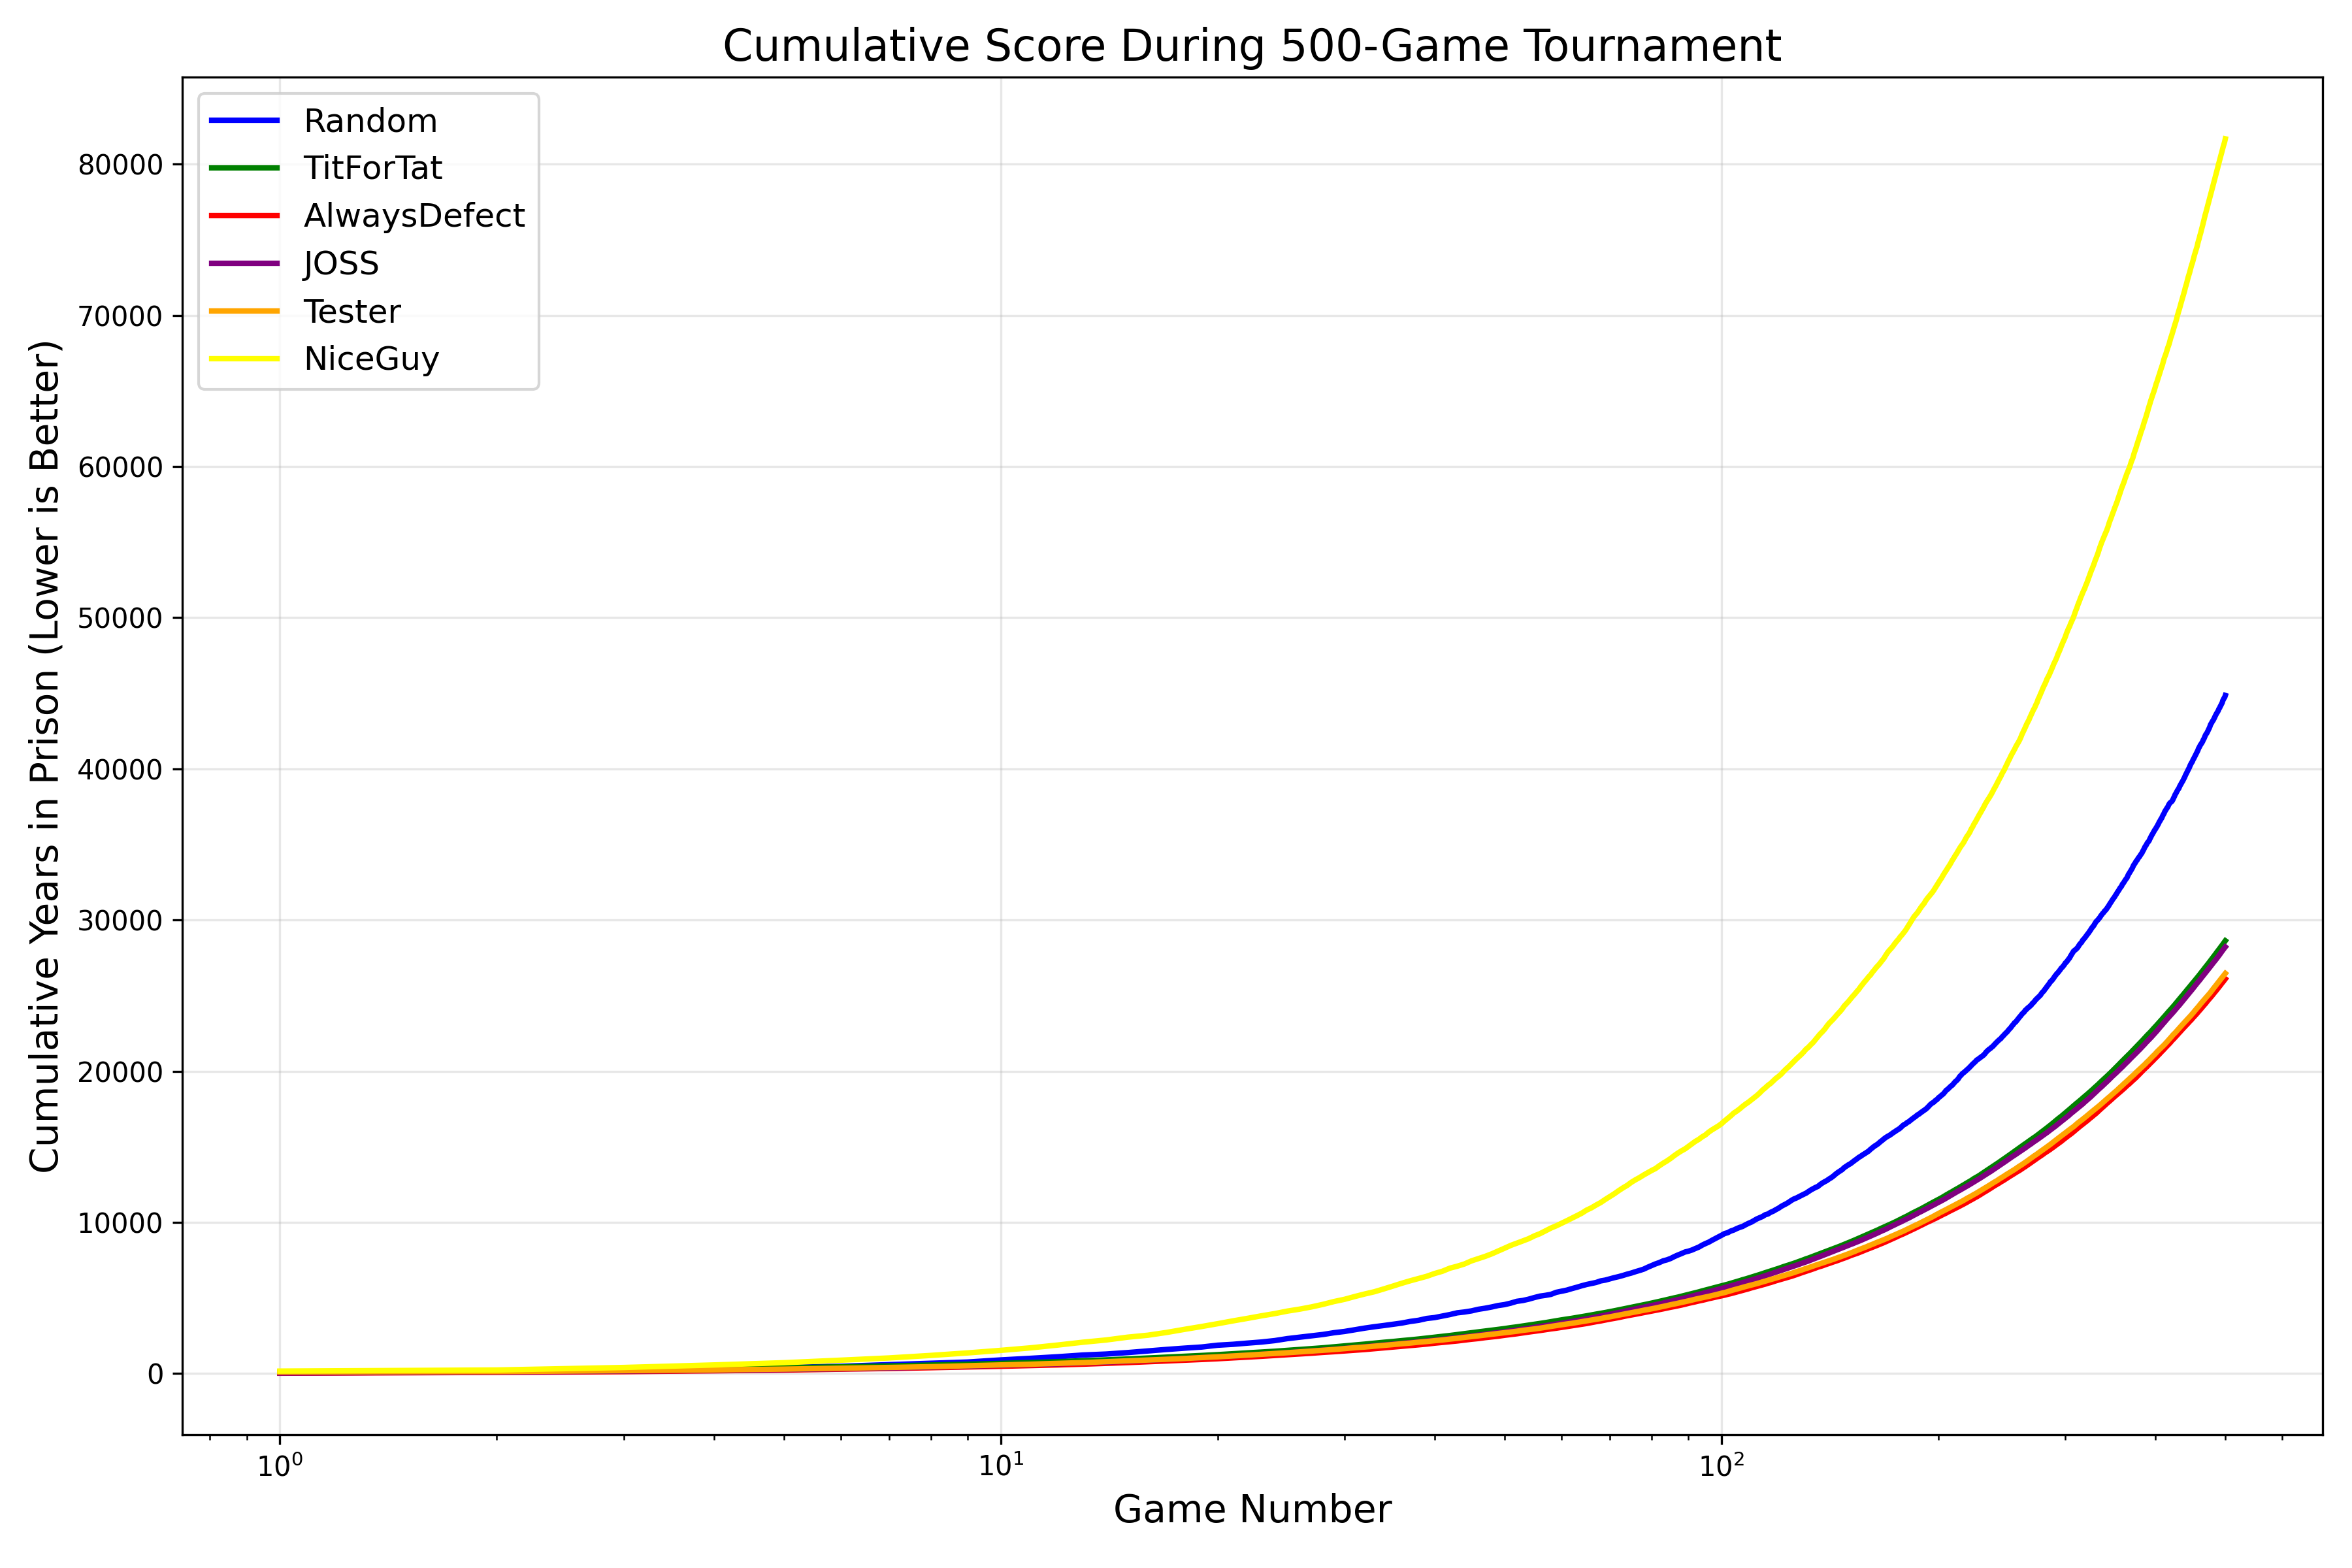 Cumulative Score During 500-Game Tournament
Random
TitForTat
AlwaysDefect
JOSS
Tester
NiceGuy
Cumulative Years in Prison (Lower is Better)
80000
70000
60000
50000
40000
30000
20000
10000
0
10⁰ 10¹ 10²
Game Number